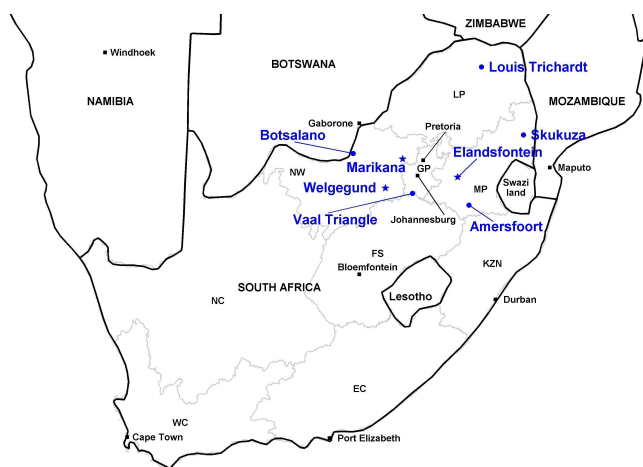 ZIMBABWE
Windhoek
BOTSWANA
Louis Trichardt
NAMIBIA
LP
MOZAMBIQUE
Gaborone
Pretoria
Botsalano
Skukuza
Elandsfontein
Marikana
NW
GP
Maputo
Welgegund
MP
Swazi
land
Vaal Triangle
Johannesburg
Amersfoort
FS
Bloemfontein
KZN
SOUTH AFRICA
Lesotho
NC
Durban
EC
WC
Cape Town
Port Elizabeth